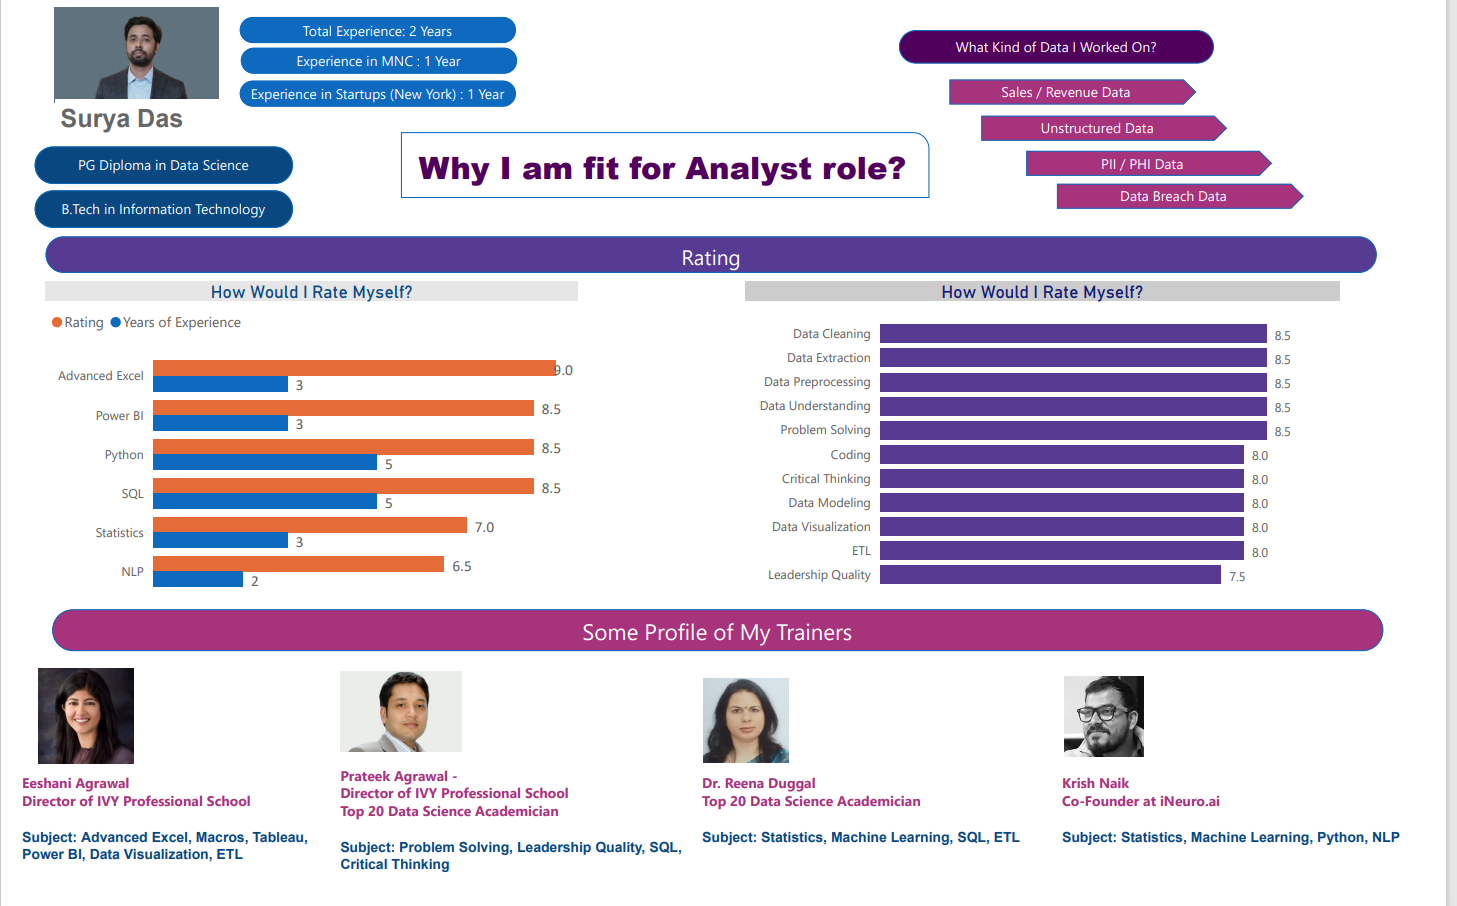 Total Experience: 2 Years
Experience in MNC : 1 Year
Experience in Startups (New York) : 1 Year
Surya Das
PG Diploma in Data Science
B.Tech in Information Technology
Why I am fit for Analyst role?
What Kind of Data I Worked On?
Sales / Revenue Data
Unstructured Data
PII / PHI Data
Data Breach Data
Rating
How Would I Rate Myself?
Rating Years of Experience
Advanced Excel 9.0
3
Power BI 8.5
3
Python 8.5
5
SQL 8.5
5
Statistics 7.0
3
NLP 6.5
2
How Would I Rate Myself?
Data Cleaning 8.5
Data Extraction 8.5
Data Preprocessing 8.5
Data Understanding 8.5
Problem Solving 8.5
Coding 8.0
Critical Thinking 8.0
Data Modeling 8.0
Data Visualization 8.0
ETL 8.0
Leadership Quality 7.5
Some Profile of My Trainers
Eeshani Agrawal
Director of IVY Professional School
Subject: Advanced Excel, Macros, Tableau,
Power BI, Data Visualization, ETL
Prateek Agrawal -
Director of IVY Professional School
Top 20 Data Science Academician
Subject: Problem Solving, Leadership Quality, SQL,
Critical Thinking
Dr. Reena Duggal
Top 20 Data Science Academician
Subject: Statistics, Machine Learning, SQL, ETL
Krish Naik
Co-Founder at iNeuro.ai
Subject: Statistics, Machine Learning, Python, NLP